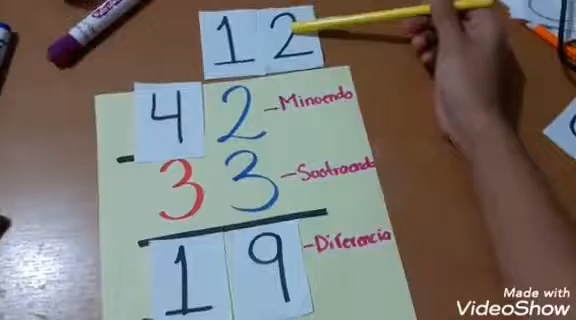 12
42 - Minuendo
- 33 - Sustraendo
19 - Diferencia
Made with
VideoShow